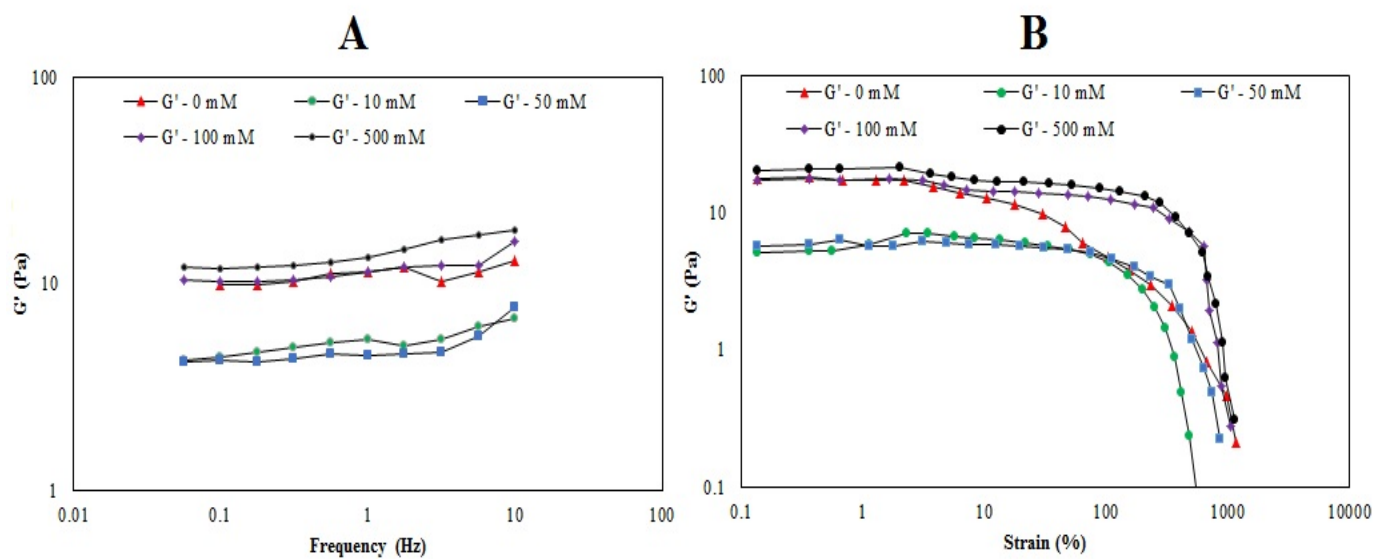 A
100
G' - 0 mM G' - 10 mM G' - 50 mM
G' - 100 mM G' - 500 mM
G' (Pa)
10
1
0.01 0.1 1 10 100
Frequency (Hz)
B
100
G' - 0 mM G' - 10 mM G' - 50 mM
G' - 100 mM G' - 500 mM
G' (Pa)
10
1
0.1
0.1 1 10 100 1000 10000
Strain (%)